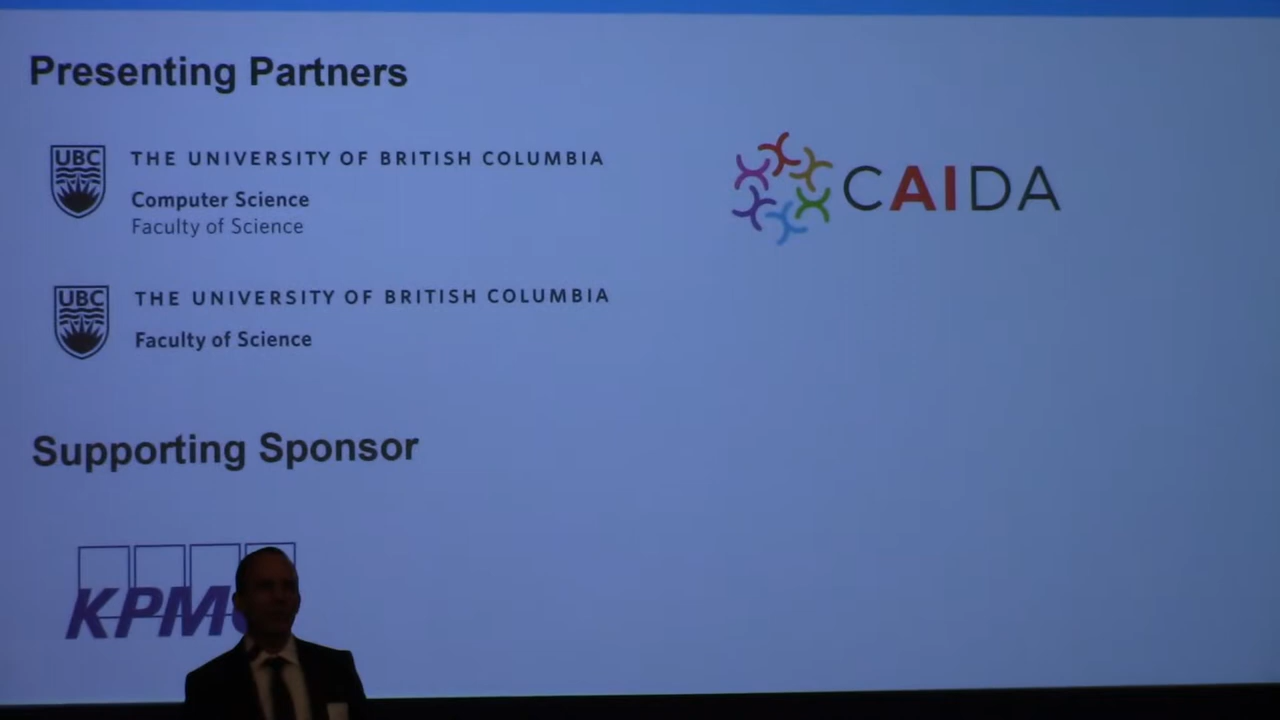 Presenting Partners
UBC
THE UNIVERSITY OF BRITISH COLUMBIA
Computer Science
Faculty of Science
CAIDA
UBC
THE UNIVERSITY OF BRITISH COLUMBIA
Faculty of Science
Supporting Sponsor
KPMG